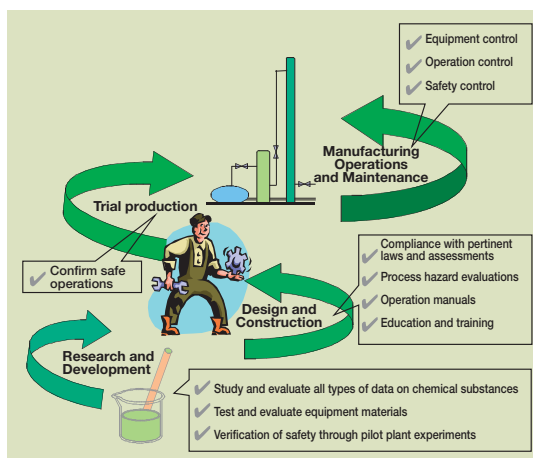 ✔ Equipment control
✔ Operation control
✔ Safety control
Manufacturing
Operations
and Maintenance
Trial production
✔ Confirm safe
operations
✔ Compliance with pertinent
laws and assessments
✔ Process hazard evaluations
✔ Operation manuals
✔ Education and training
Design and
Construction
Research and
Development
✔ Study and evaluate all types of data on chemical substances
✔ Test and evaluate equipment materials
✔ Verification of safety through pilot plant experiments